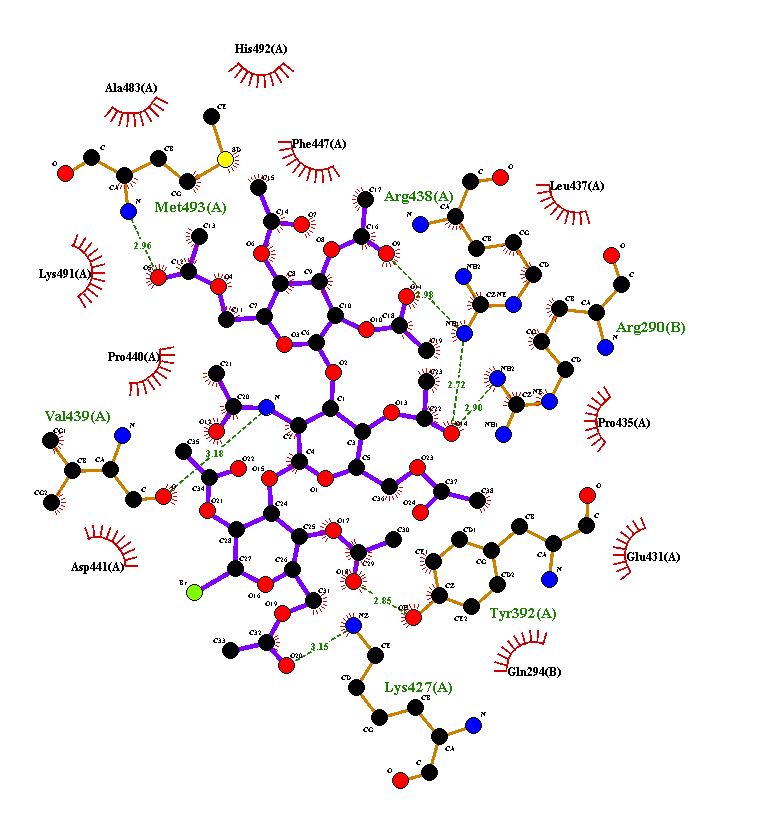 His492(A)
Ala483(A)
CE
Phe447(A)
SD
O
C
CB
CA
CG
N
Met493(A)
C15
C17
C14
O7
Arg438(A)
C
O
CA
N
Leu437(A)
C13
O8
C16
O9
CB
CG
CD
2.96
O6
Lys491(A)
C12
O4
C8
C9
NH2
CZ
NE
O
C
CB
CA
C11
C7
C10
C18
O10
2.98
NH1
Arg290(B)
CG
N
O3
C6
C19
Pro440(A)
C21
O2
C23
2.72
NH2
CD
C20
N
C1
O13
C22
2.90
CZ
NE
O14
NH1
Pro435(A)
Val439(A)
O12
C2
C3
CG1
N
C35
3.18
O22
C4
C5
O23
CB
CA
C34
O15
O1
C37
CG2
C
O
C36
O24
C38
O
O21
C24
O17
C30
CD1
CB
C
C28
C25
C29
CE1
CG
CA
Glu431(A)
Asp441(A)
C27
C26
O18
CZ
CD2
N
Br
O16
C31
2.85
OH
CE2
Tyr392(A)
O19
NZ
C33
C32
O20
3.15
CE
Gln294(B)
CD
Lys427(A)
CG
CB
N
CA
O
C